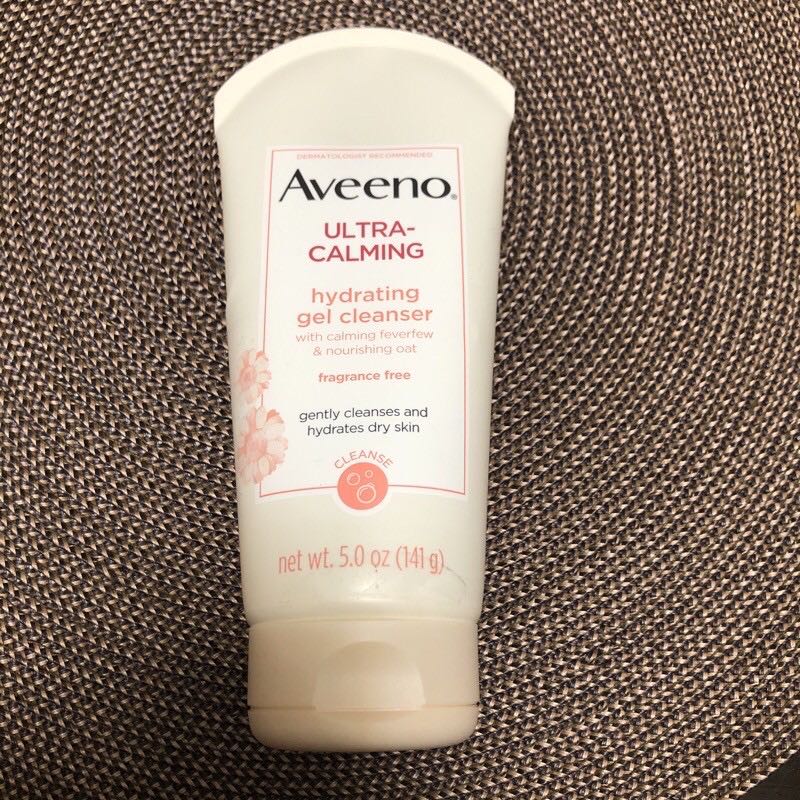 DERMATOLOGIST RECOMMENDED
Aveeno®
ULTRA-
CALMING
hydrating
gel cleanser
with calming feverfew
& nourishing oat
fragrance free
gently cleanses and
hydrates dry skin
CLEANSE
net wt. 5.0 oz (141 g)